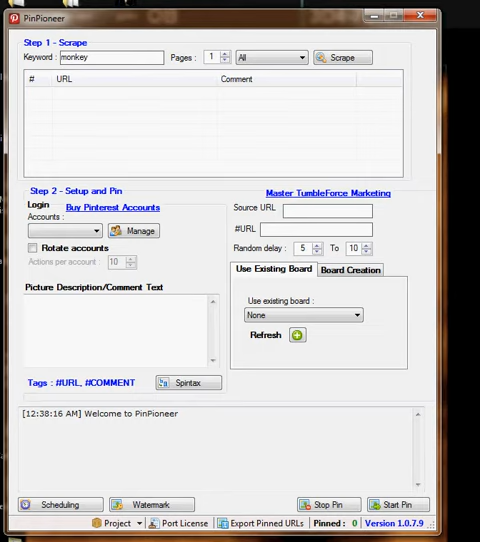 PinPioneer
Step 1 - Scrape
Keyword : monkey Pages : 1 All Scrape
# URL Comment
Step 2 - Setup and Pin
Master TumbleForce Marketing
Login
Buy Pinterest Accounts
Accounts :
Manage
Source URL
#URL
Rotate accounts
Random delay : 5 To 10
Actions per account : 10
Use Existing Board Board Creation
Picture Description/Comment Text
Use existing board :
None
Refresh
Tags : #URL, #COMMENT Spintax
[12:38:16 AM] Welcome to PinPioneer
Scheduling Watermark Stop Pin Start Pin
Project Port License Export Pinned URLs Pinned : 0 Version 1.0.7.9